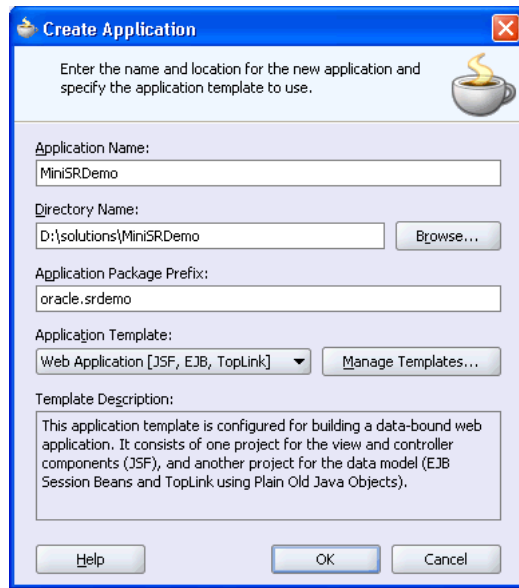 Create Application
Enter the name and location for the new application and
specify the application template to use.
Application Name:
MiniSRDemo
Directory Name:
D:\solutions\MiniSRDemo
Browse...
Application Package Prefix:
oracle.srdemo
Application Template:
Web Application [JSF, EJB, TopLink]
Manage Templates...
Template Description:
This application template is configured for building a data-bound web
application. It consists of one project for the view and controller
components (JSF), and another project for the data model (EJB
Session Beans and TopLink using Plain Old Java Objects).
Help
OK
Cancel